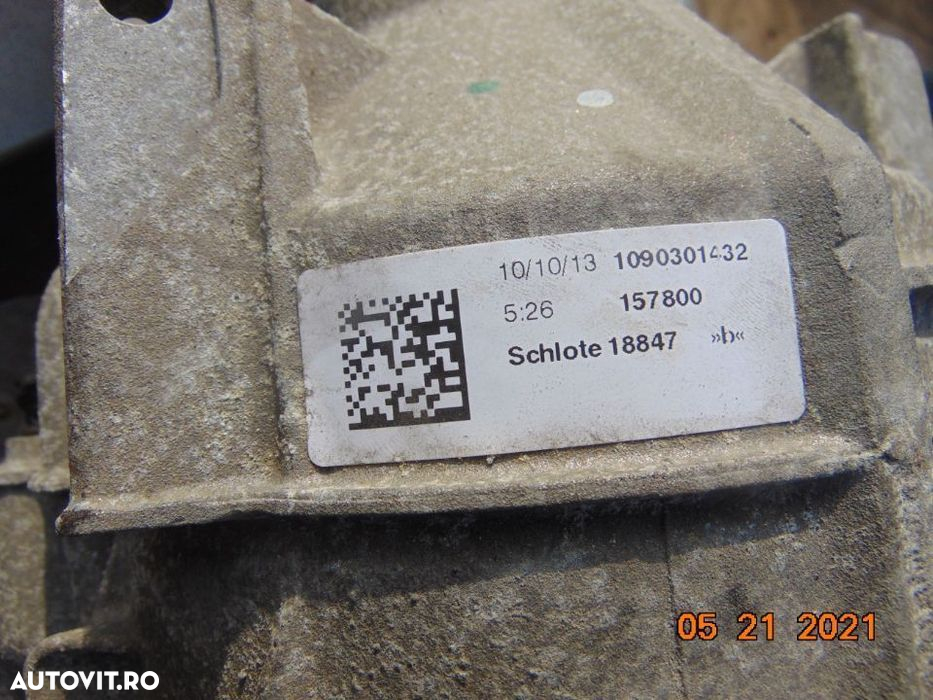 10/10/13 1090301432
5:26 157800
Schlote 18847 »b«
05 21 2021
AUTOVIT.RO